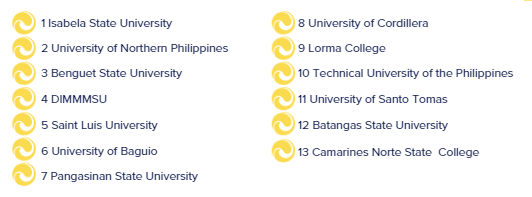 1 Isabela State University
2 University of Northern Philippines
3 Benguet State University
4 DIMMMSU
5 Saint Luis University
6 University of Baguio
7 Pangasinan State University
8 University of Cordillera
9 Lorma College
10 Technical University of the Philippines
11 University of Santo Tomas
12 Batangas State University
13 Camarines Norte State  College